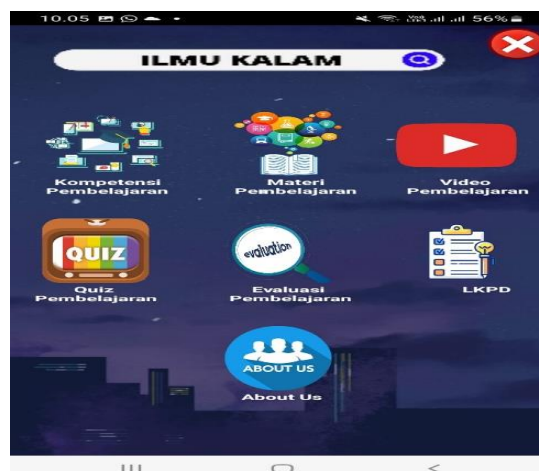 10.05 56%
ILMU KALAM
Kompetensi
Pembelajaran
Materi
Pembelajaran
Video
Pembelajaran
QUIZ
Quiz
Pembelajaran
evaluation
Evaluasi
Pembelajaran
LKPD
ABOUT US
About Us